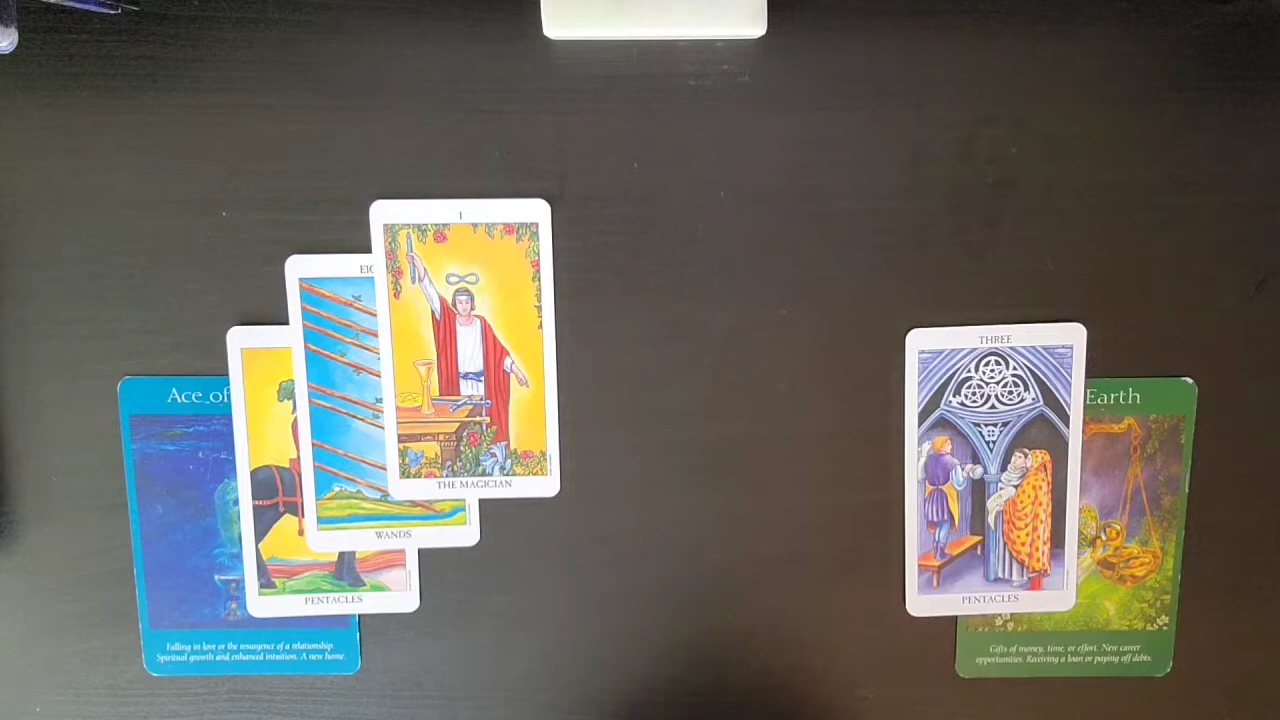 I
THE MAGICIAN
WANDS
PENTACLES
Ace of
Falling in love or the resurgence of a relationship.
Spiritual growth and enhanced intuition. A new home.
THREE
PENTACLES
Earth
Gifts of money, time, or effort. New career
opportunities. Receiving a loan or paying off debts.